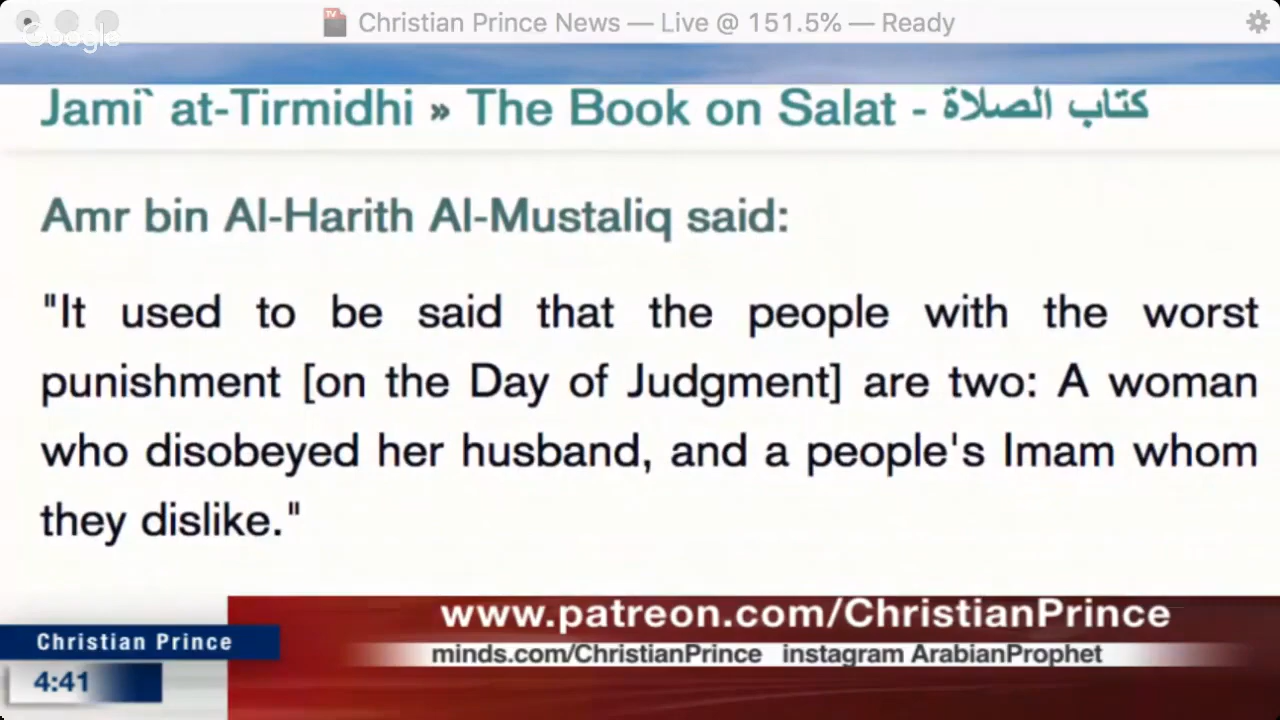 Christian Prince News — Live @ 151.5% — Ready
Google
Jami` at-Tirmidhi » The Book on Salat - كتاب الصلاة
Amr bin Al-Harith Al-Mustaliq said:
"It used to be said that the people with the worst
punishment [on the Day of Judgment] are two: A woman
who disobeyed her husband, and a people's Imam whom
they dislike."
www.patreon.com/ChristianPrince
Christian Prince
minds.com/ChristianPrince instagram ArabianProphet
4:41